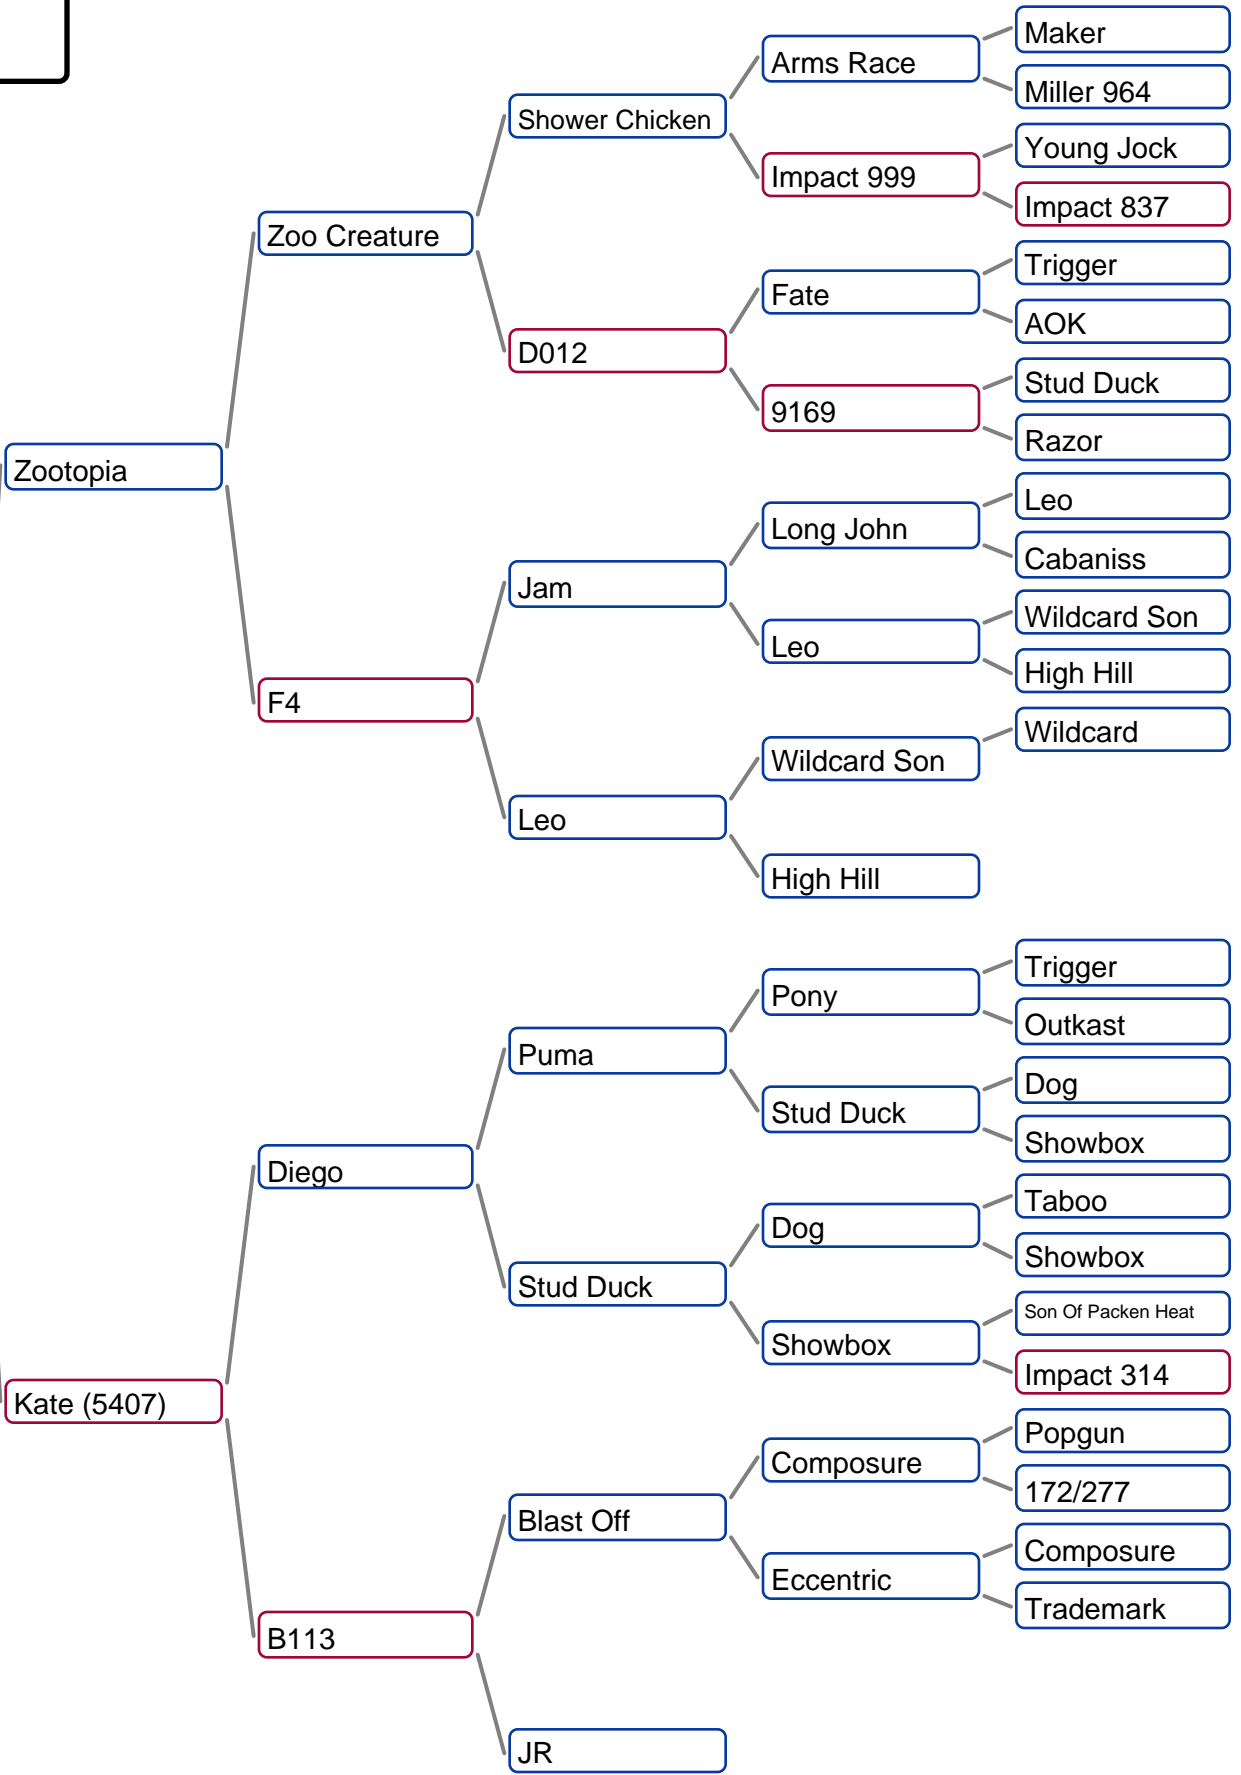 Maker
Arms Race
Miller 964
Shower Chicken
Young Jock
Impact 999
Impact 837
Zoo Creature
Trigger
Fate
AOK
D012
Stud Duck
9169
Razor
Zootopia
Leo
Long John
Cabaniss
Jam
Wildcard Son
Leo
High Hill
F4
Wildcard
Wildcard Son
Leo
High Hill
Trigger
Pony
Outkast
Puma
Dog
Stud Duck
Showbox
Diego
Taboo
Dog
Showbox
Stud Duck
Son Of Packen Heat
Showbox
Impact 314
Kate (5407)
Popgun
Composure
172/277
Blast Off
Composure
Eccentric
Trademark
B113
JR